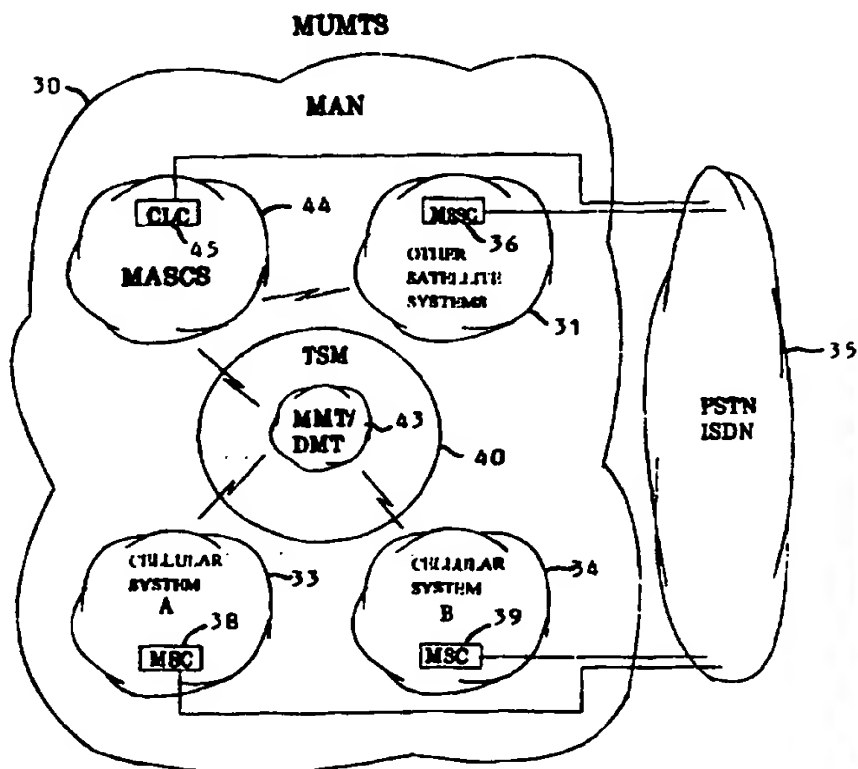 MUMTS
30
MAN
CLC
45
44
MASCS
MSSC
36
OTHER
SATELLITE
SYSTEMS
31
35
PSTN
ISDN
TSM
MMT/
DMT
43
40
CELLULAR
SYSTEM
A
33
38
MSC
CELLULAR
SYSTEM
B
34
39
MSC